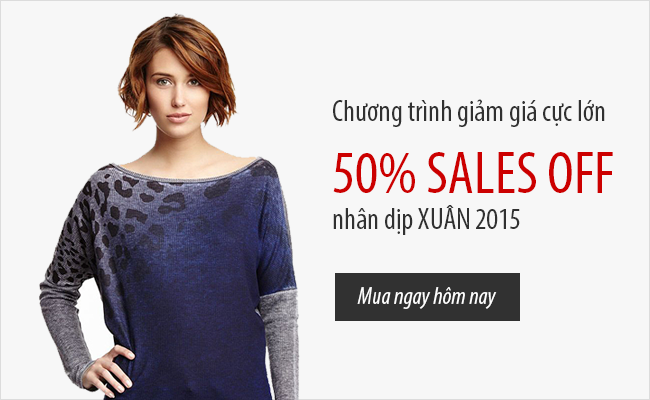 Chương trình giảm giá cực lớn
50% SALES OFF
nhân dịp XUÂN 2015
Mua ngay hôm nay